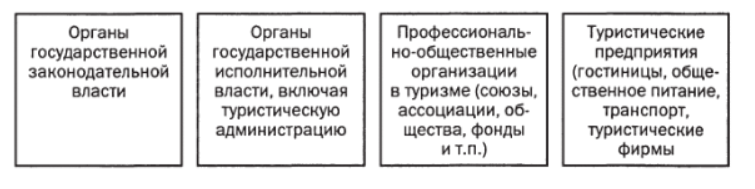 Органы
государственной
законодательной
власти
Органы
государственной
исполнительной
власти, включая
туристическую
администрацию
Профессиональ-
но-общественные
организации
в туризме (союзы,
ассоциации, об-
щества, фонды
и т.п.)
Туристические
предприятия
(гостиницы, обще-
ственное питание,
транспорт,
туристические
фирмы